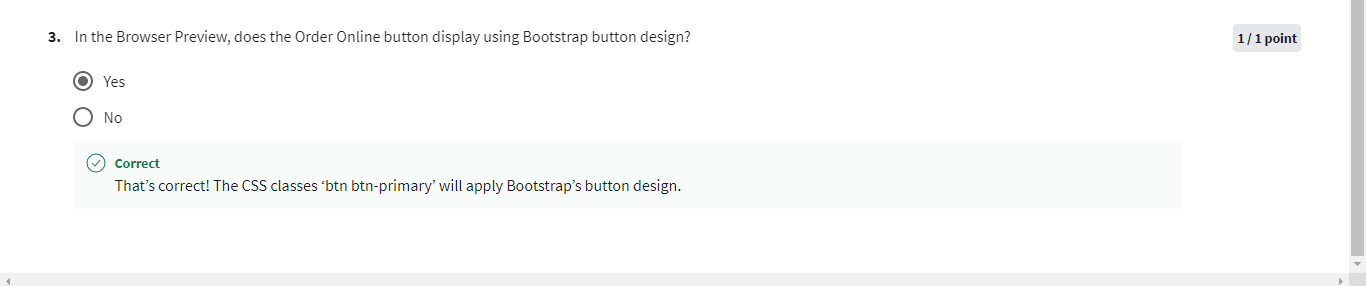 3. In the Browser Preview, does the Order Online button display using Bootstrap button design?
1 / 1 point
Yes
No
Correct
That’s correct! The CSS classes ‘btn btn-primary’ will apply Bootstrap’s button design.